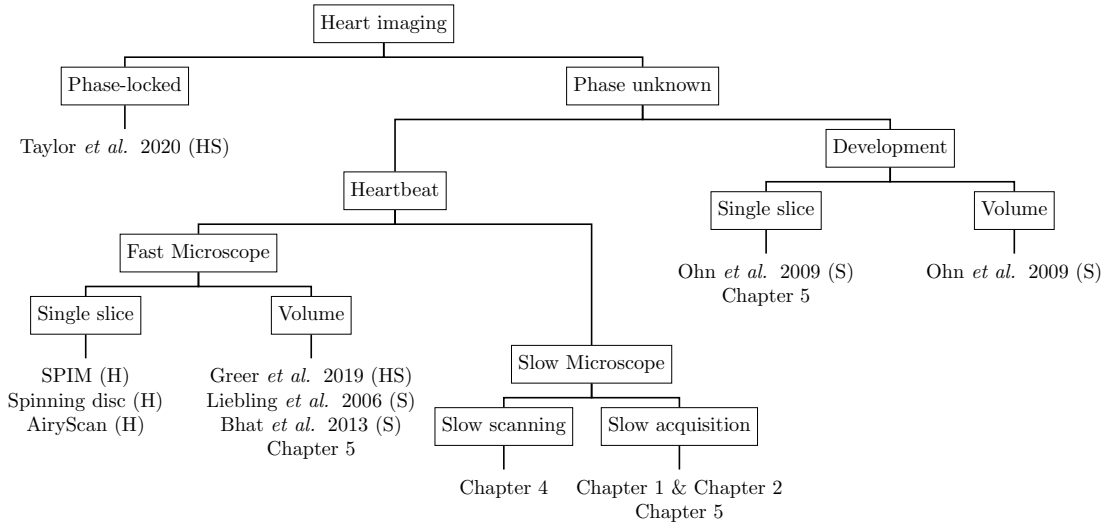 Heart imaging
Phase-locked
Phase unknown
Taylor et al. 2020 (HS)
Development
Heartbeat
Single slice
Volume
Fast Microscope
Ohn et al. 2009 (S)
Chapter 5
Ohn et al. 2009 (S)
Single slice
Volume
SPIM (H)
Spinning disc (H)
AiryScan (H)
Greer et al. 2019 (HS)
Liebling et al. 2006 (S)
Bhat et al. 2013 (S)
Chapter 5
Slow Microscope
Slow scanning
Slow acquisition
Chapter 4
Chapter 1 & Chapter 2
Chapter 5